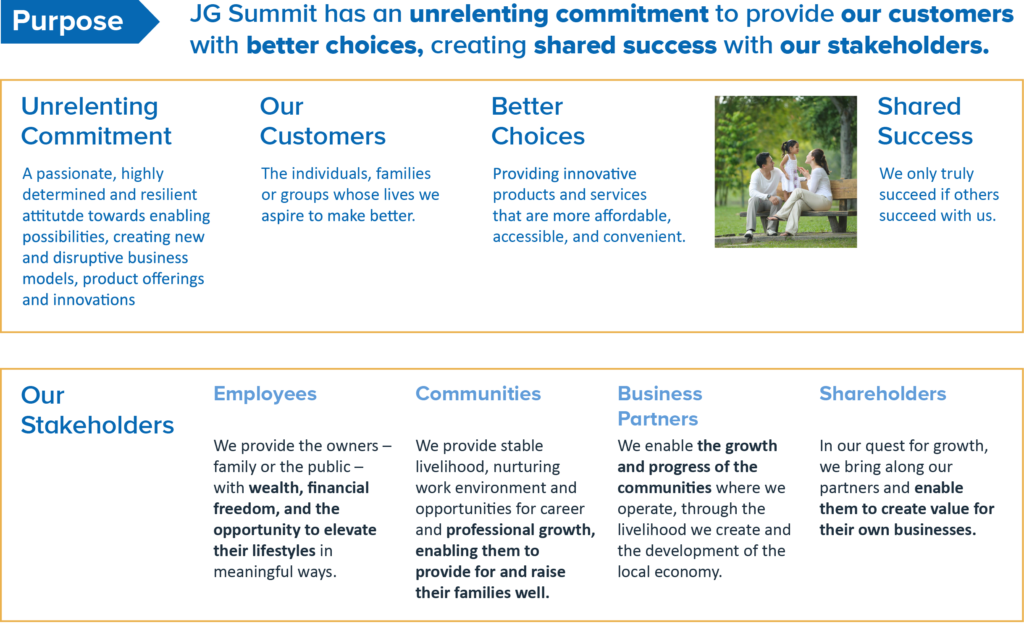 Purpose
JG Summit has an unrelenting commitment to provide our customers
with better choices, creating shared success with our stakeholders.
Unrelenting
Commitment
A passionate, highly
determined and resilient
attitutde towards enabling
possibilities, creating new
and disruptive business
models, product offerings
and innovations
Our
Customers
The individuals, families
or groups whose lives we
aspire to make better.
Better
Choices
Providing innovative
products and services
that are more affordable,
accessible, and convenient.
Shared
Success
We only truly
succeed if others
succeed with us.
Our
Stakeholders
Employees
We provide the owners –
family or the public –
with wealth, financial
freedom, and the
opportunity to elevate
their lifestyles in
meaningful ways.
Communities
We provide stable
livelihood, nurturing
work environment and
opportunities for career
and professional growth,
enabling them to
provide for and raise
their families well.
Business
Partners
We enable the growth
and progress of the
communities where we
operate, through the
livelihood we create and
the development of the
local economy.
Shareholders
In our quest for growth,
we bring along our
partners and enable
them to create value for
their own businesses.